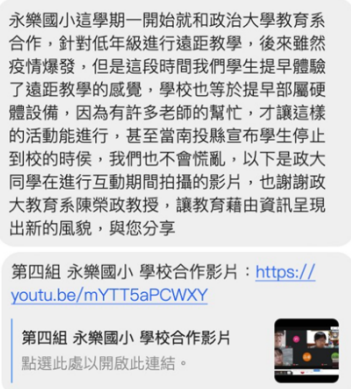 永樂國小這學期一開始就和政治大學教育系
合作，針對低年級進行遠距教學，後來雖然
疫情爆發，但是這段時間我們學生提早體驗
了遠距教學的感覺，學校也等於提早部屬硬
體設備，因為有許多老師的幫忙，才讓這樣
的活動能進行，甚至當南投縣宣布學生停止
到校的時候，我們也不會慌亂，以下是政大
同學在進行互動期間拍攝的影片，也謝謝政
大教育系陳榮政教授，讓教育藉由資訊呈現
出新的風貌，與您分享
第四組 永樂國小 學校合作影片：https://
youtu.be/mYTT5aPCWXY
第四組 永樂國小 學校合作影片
點選此處以開啟此連結。